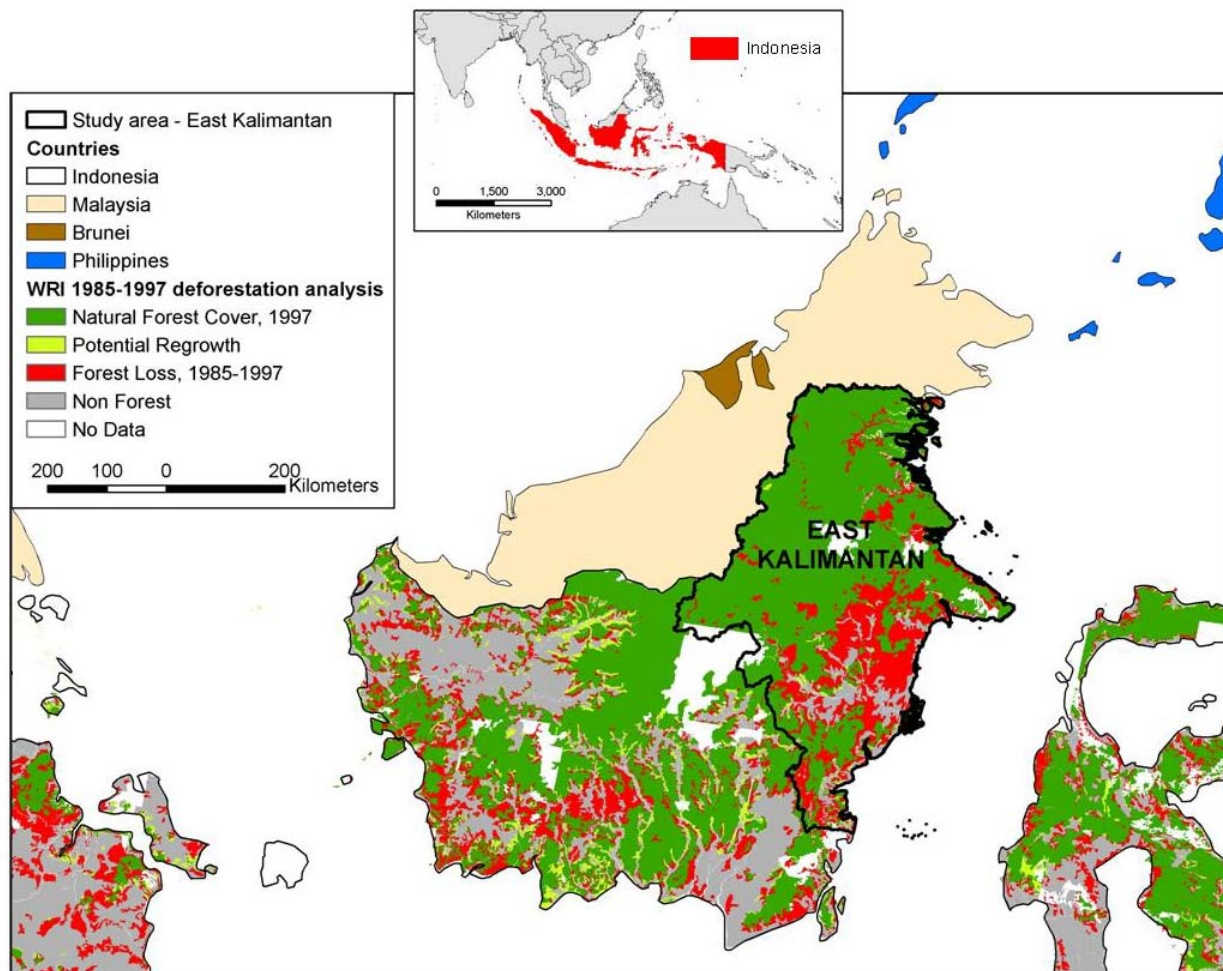 Indonesia
0 1,500 3,000
Kilometers
Study area - East Kalimantan
Countries
Indonesia
Malaysia
Brunei
Philippines
WRI 1985-1997 deforestation analysis
Natural Forest Cover, 1997
Potential Regrowth
Forest Loss, 1985-1997
Non Forest
No Data
200 100 0 200
Kilometers
EAST
KALIMANTAN